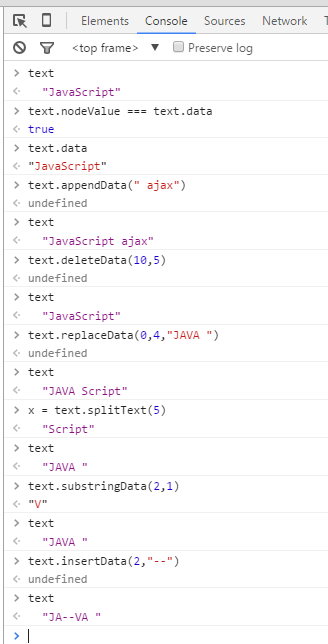 Elements Console Sources Network
<top frame> ▼ Preserve log
> text
"JavaScript"
> text.nodeValue === text.data
true
> text.data
"JavaScript"
> text.appendData(" ajax")
undefined
> text
"JavaScript ajax"
> text.deleteData(10,5)
undefined
> text
"JavaScript"
> text.replaceData(0,4,"JAVA ")
undefined
> text
"JAVA Script"
> x = text.splitText(5)
"Script"
> text
"JAVA "
> text.substringData(2,1)
"V"
> text
"JAVA "
> text.insertData(2,"--")
undefined
> text
"JA--VA "
>